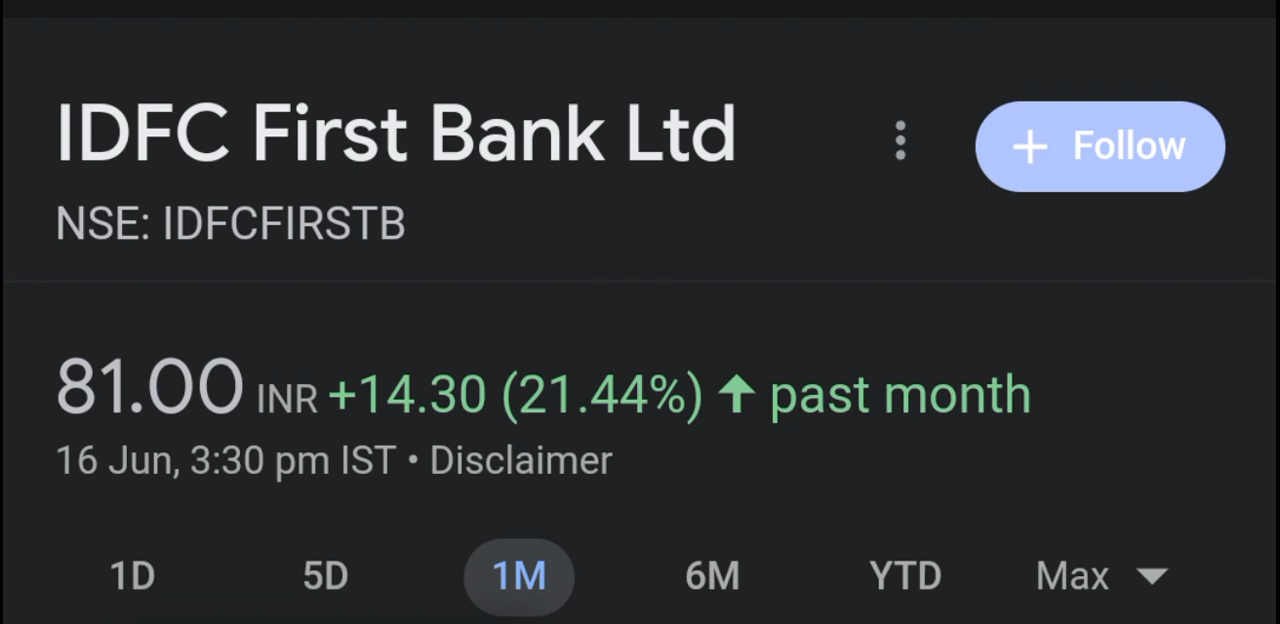 IDFC First Bank Ltd
+ Follow
NSE: IDFCFIRSTB
81.00 INR +14.30 (21.44%) ↑ past month
16 Jun, 3:30 pm IST • Disclaimer
1D 5D 1M 6M YTD Max